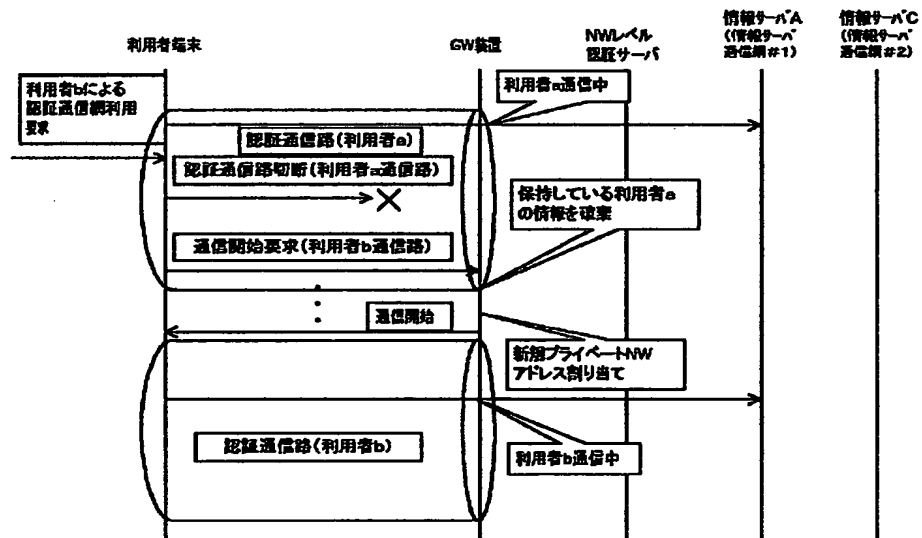 利用者端末
GW装置
NWレベル
認証サーバ
情報サーバA
(情報サーバ
通信網#1)
情報サーバC
(情報サーバ
通信網#2)
利用者bによる
認証通信網利用
要求
利用者a通信中
認証通信路(利用者a)
認証通信路切断(利用者a通信路)
保持している利用者a
の情報を破棄
通信開始要求(利用者b通信路)
通信開始
新規プライベートNW
アドレス割り当て
認証通信路(利用者b)
利用者b通信中